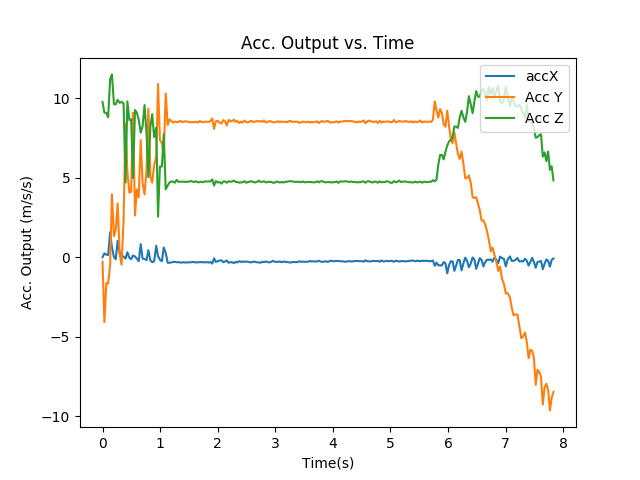 Acc. Output vs. Time
accX
Acc Y
Acc Z
Acc. Output (m/s/s)
10
5
0
−5
−10
0 1 2 3 4 5 6 7 8
Time(s)